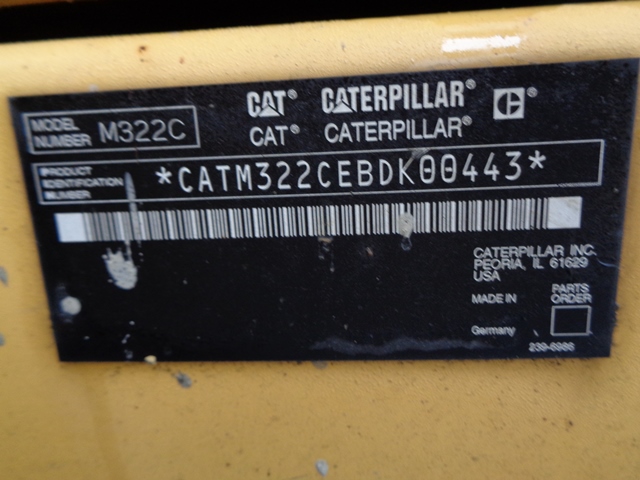 CAT® CATERPILLAR®
CAT® CATERPILLAR®
MODEL NUMBER M322C
PRODUCT IDENTIFICATION NUMBER *CATM322CEBDK00443*
CATERPILLAR INC.
PEORIA, IL 61629
USA
MADE IN
Germany
PARTS ORDER
239-6986